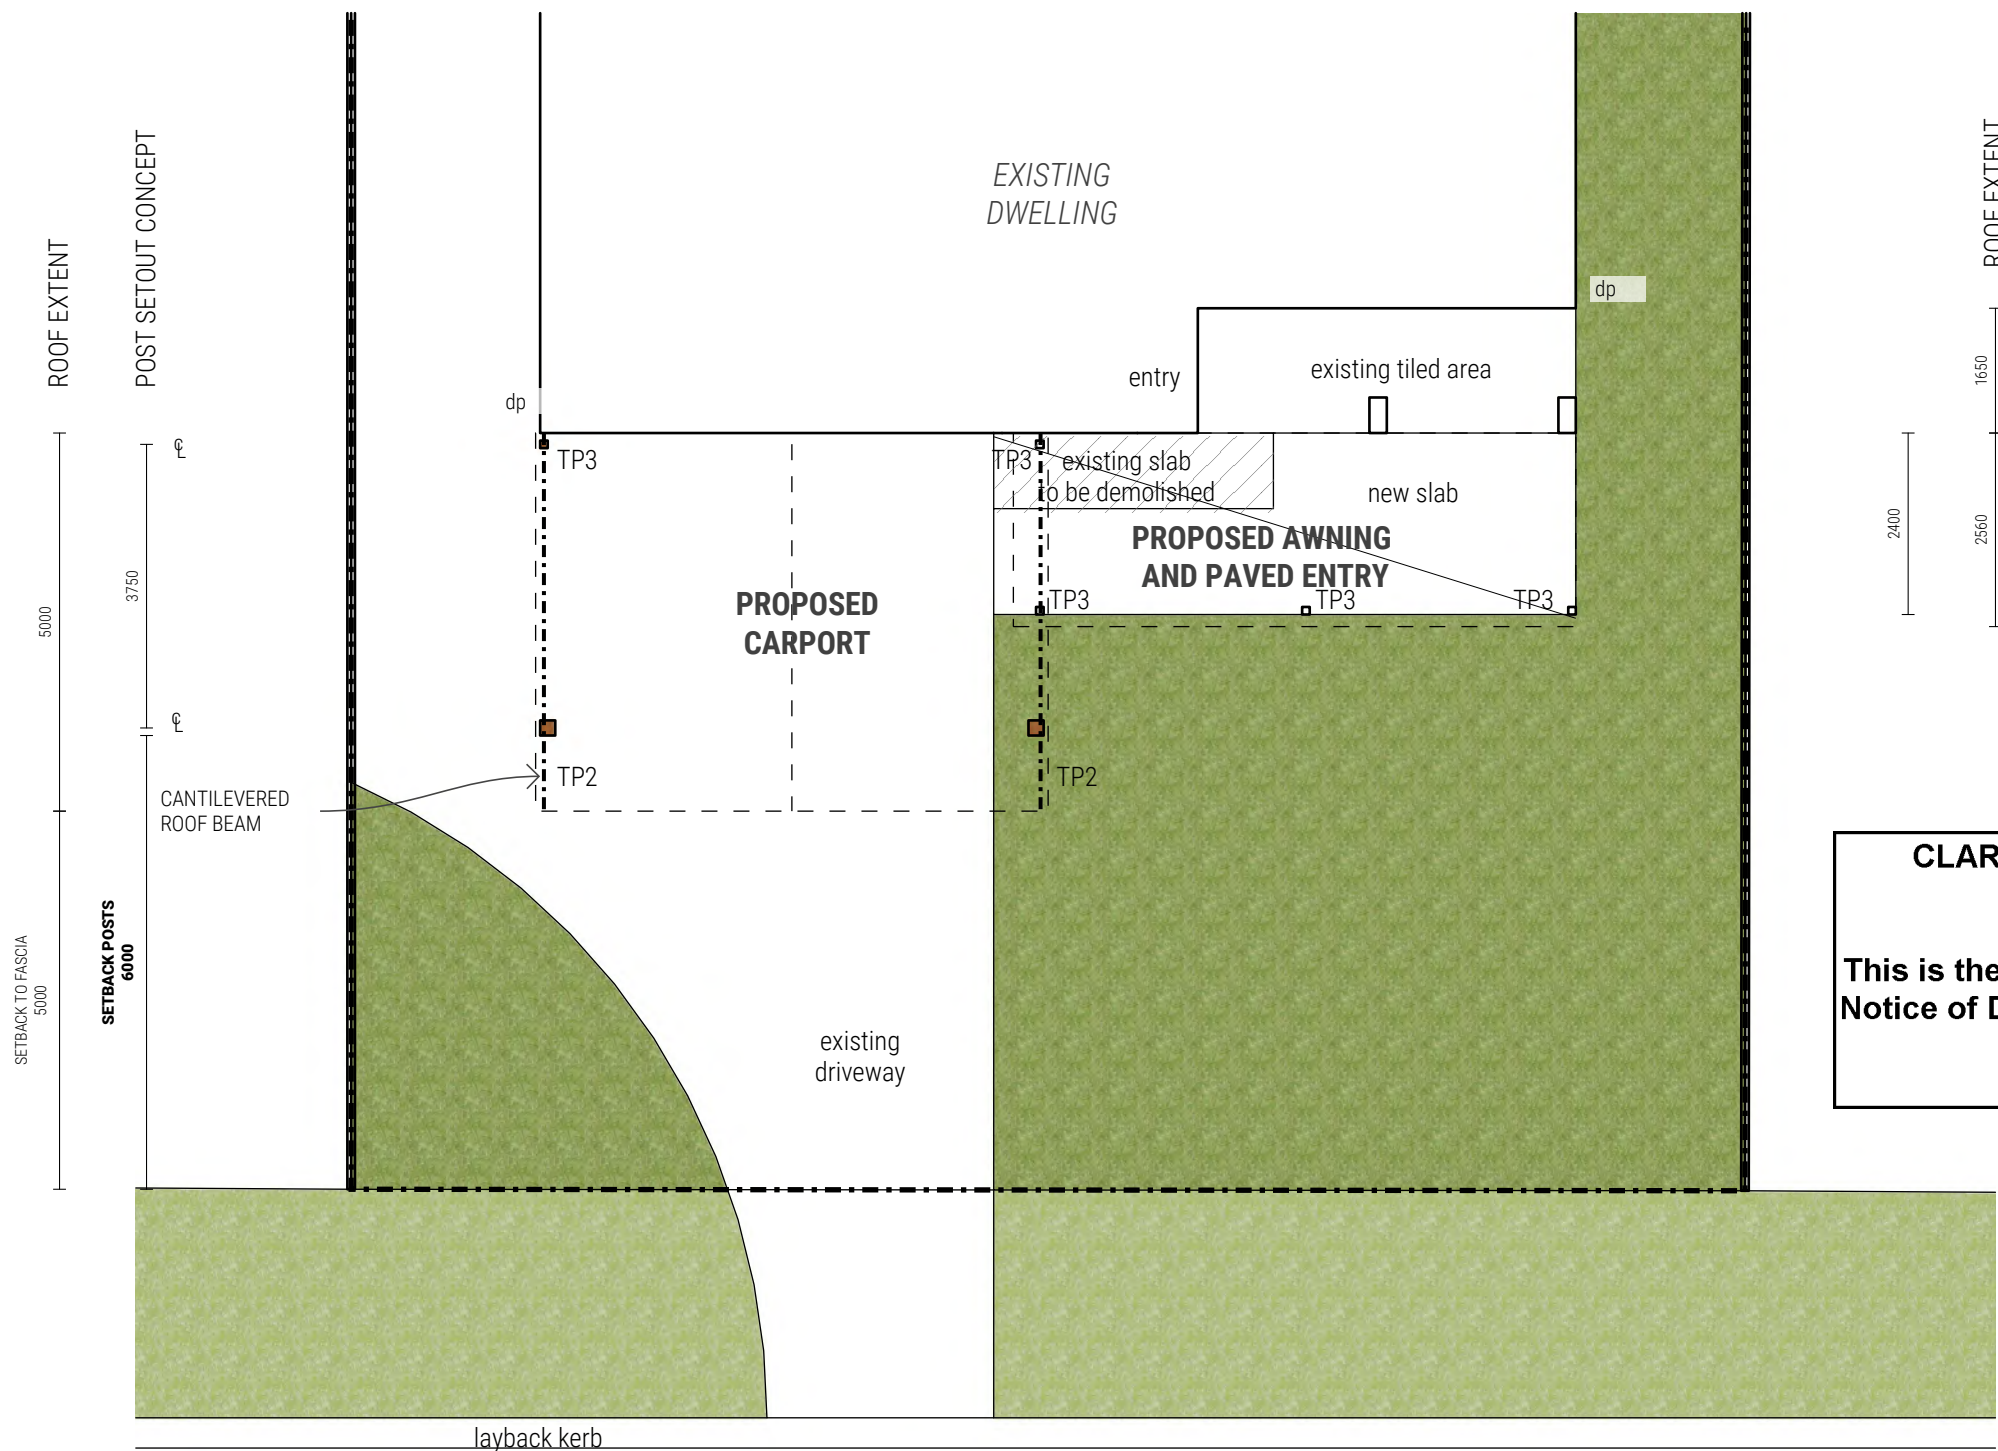 ROOF EXTENT
POST SETOUT CONCEPT
EXISTING
DWELLING
ROOF EXTENT
dp
1650
entry
existing tiled area
dp
℄
TP3
TP3
existing slab
to be demolished
new slab
2400
2560
PROPOSED AWNING
AND PAVED ENTRY
3750
5000
PROPOSED
CARPORT
TP3
TP3
TP3
℄
TP2
TP2
CANTILEVERED
ROOF BEAM
SETBACK TO FASCIA
5000
SETBACK POSTS
6000
CLAR
This is the
Notice of D
existing
driveway
layback kerb